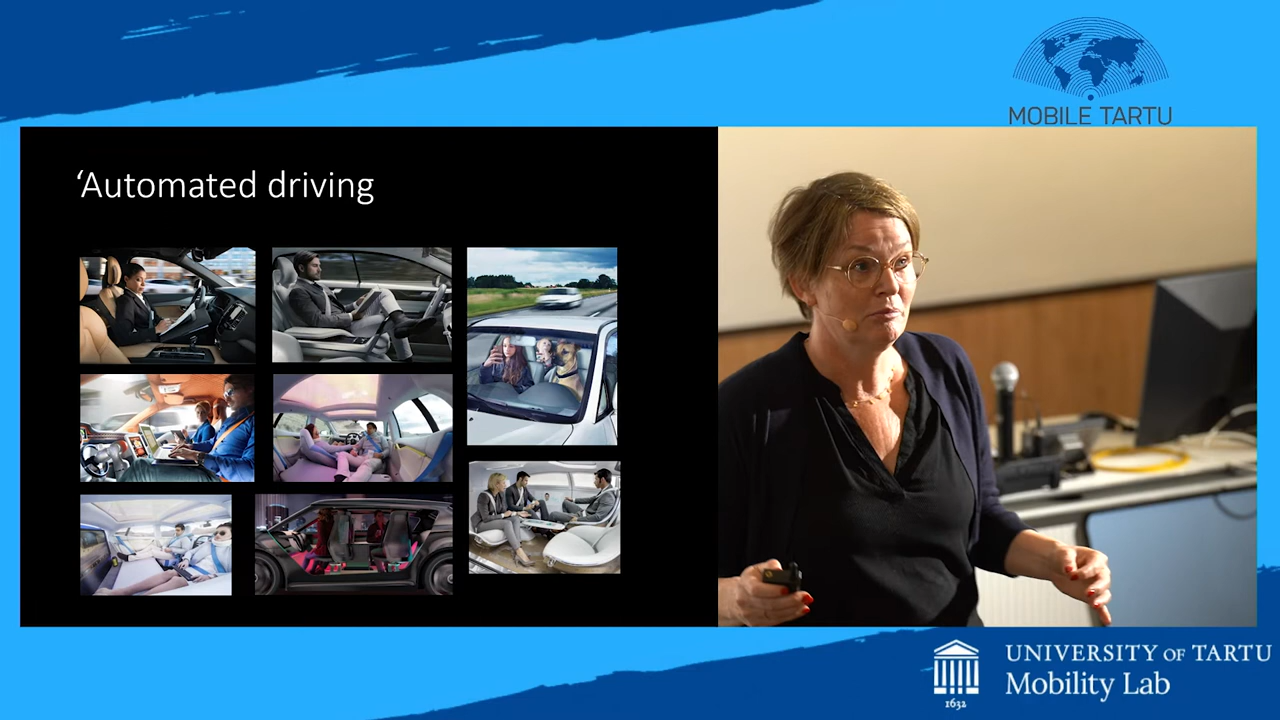 MOBILE TARTU
‘Automated driving
UNIVERSITY OF TARTU
Mobility Lab
1632